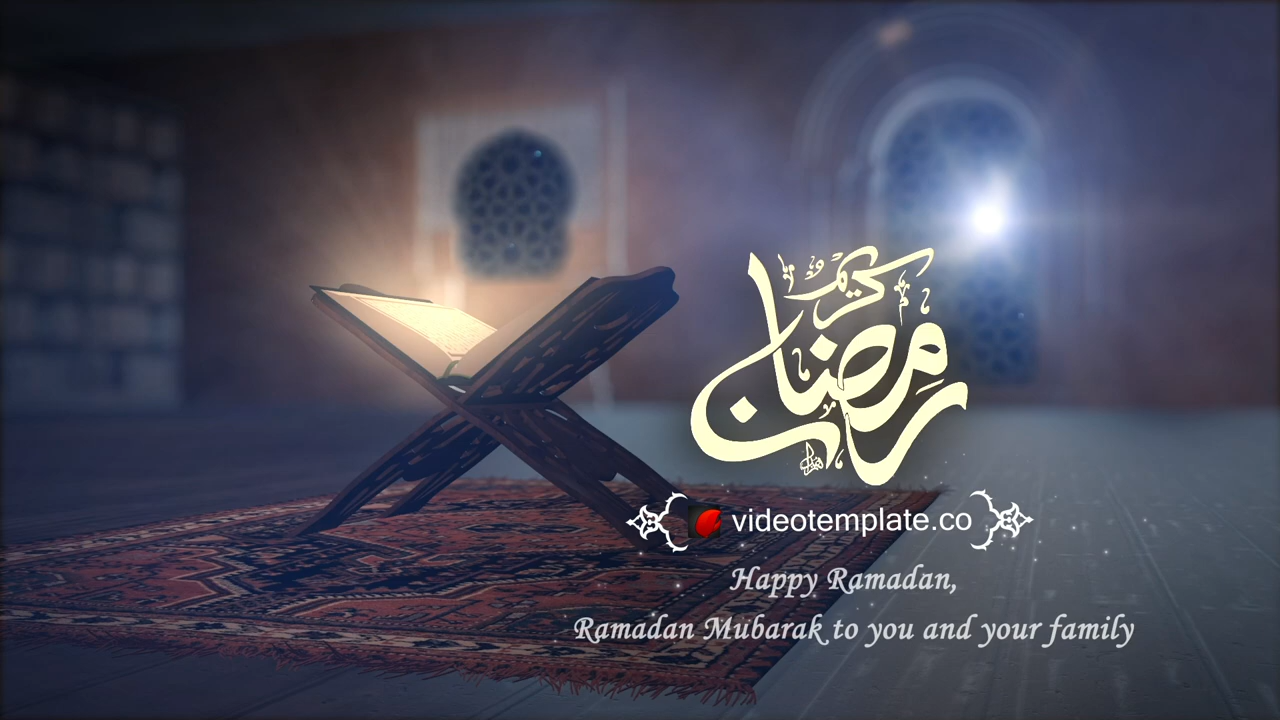 رمضان كريم
videotemplate.co
Happy Ramadan,
Ramadan Mubarak to you and your family